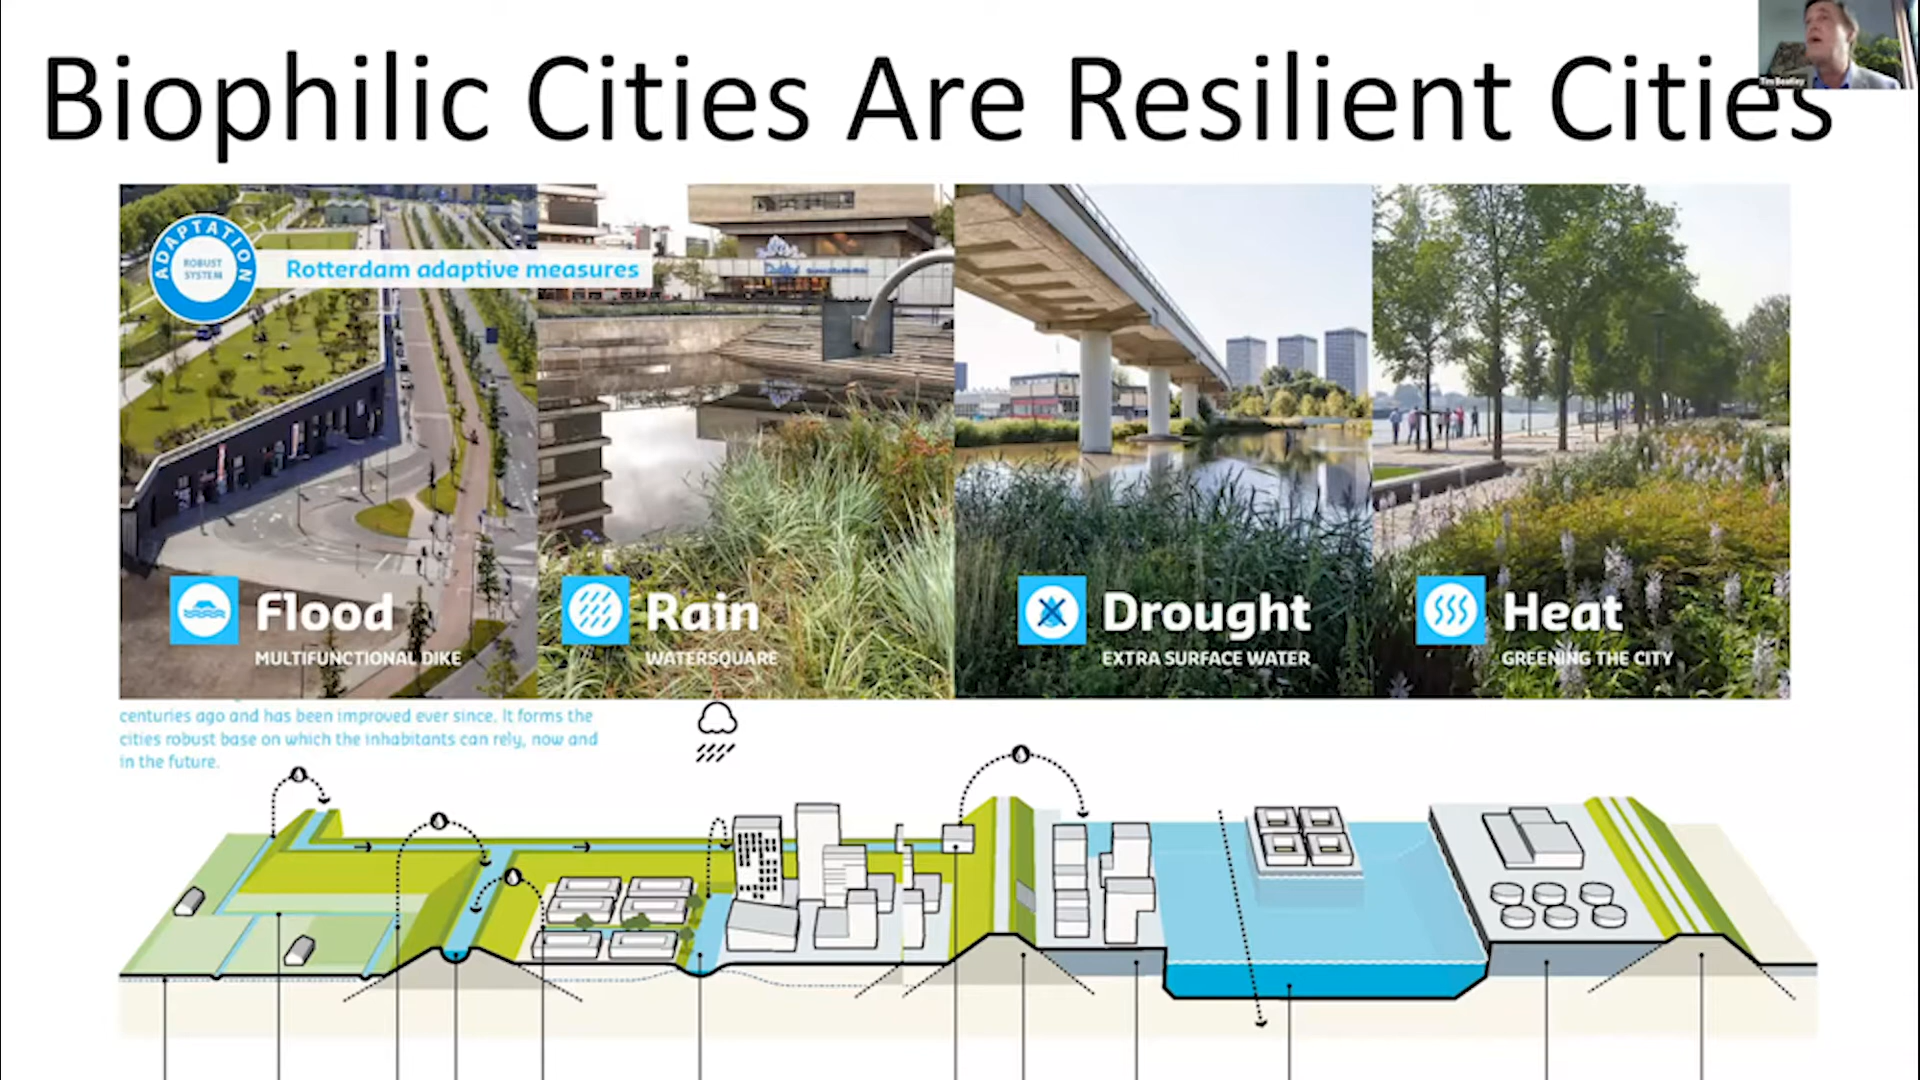 Biophilic Cities Are Resilient Cities
Tim Beatley
ADAPTATION
ROBUST
SYSTEM
Rotterdam adaptive measures
Flood
MULTIFUNCTIONAL DIKE
Rain
WATERSQUARE
Drought
EXTRA SURFACE WATER
Heat
GREENING THE CITY
centuries ago and has been improved ever since. It forms the
cities robust base on which the inhabitants can rely, now and
in the future.